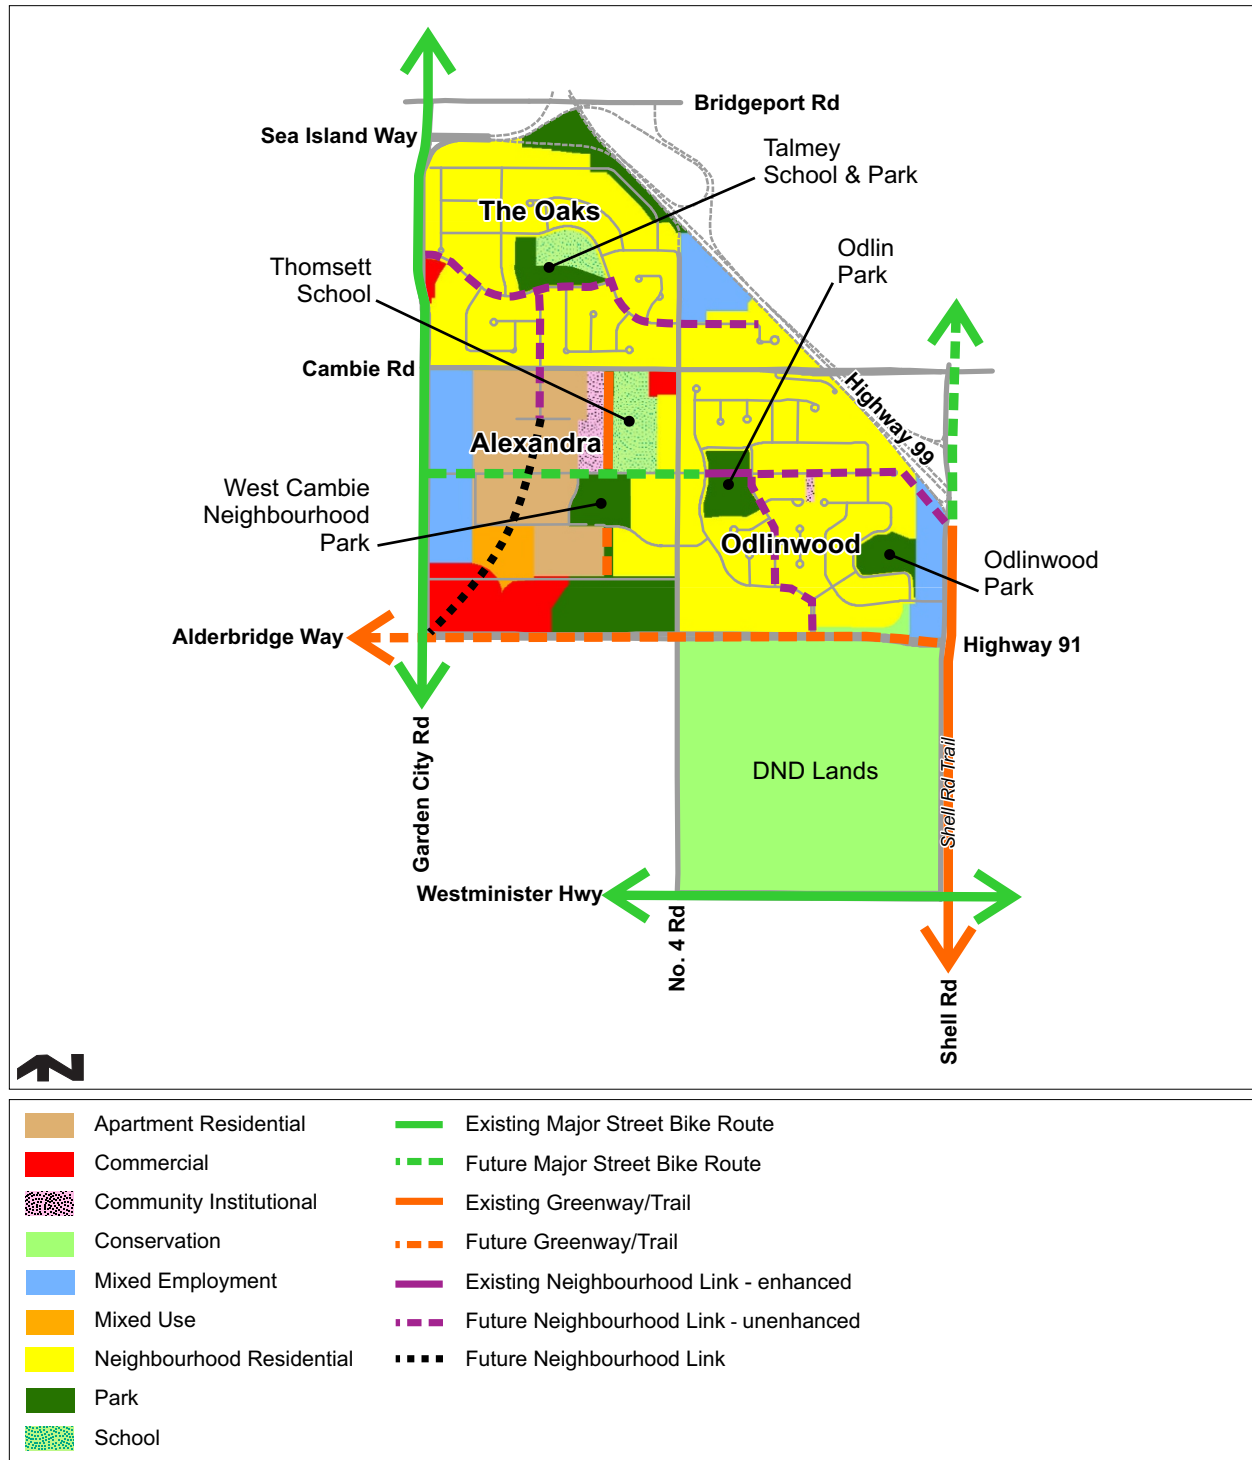 Bridgeport Rd
Sea Island Way
Talmey
School & Park
The Oaks
Odlin
Park
Thomsett
School
Cambie Rd
Highway 99
Alexandra
West Cambie
Neighbourhood
Park
Odlinwood
Odlinwood
Park
Alderbridge Way
Highway 91
Garden City Rd
DND Lands
Shell Rd Trail
Westminister Hwy
No. 4 Rd
Shell Rd
N
Apartment Residential
Commercial
Community Institutional
Conservation
Mixed Employment
Mixed Use
Neighbourhood Residential
Park
School
Existing Major Street Bike Route
Future Major Street Bike Route
Existing Greenway/Trail
Future Greenway/Trail
Existing Neighbourhood Link - enhanced
Future Neighbourhood Link - unenhanced
Future Neighbourhood Link